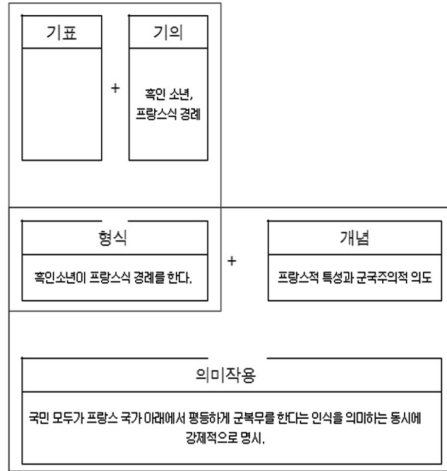 기표
기의
+
흑인 소년,
프랑스식 경례
형식
+
개념
흑인소년이 프랑스식 경례를 한다.
프랑스적 특성과 군국주의적 의도
의미작용
국민 모두가 프랑스 국가 아래에서 평등하게 군복무를 한다는 인식을 의미하는 동시에
강제적으로 명시.